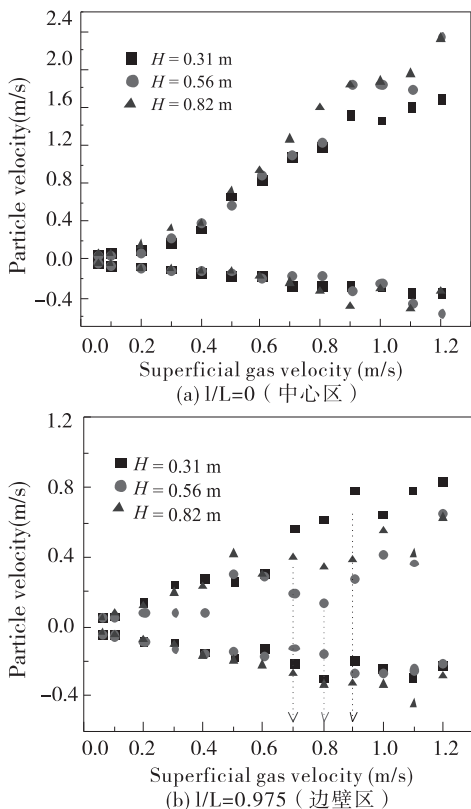 2.4
2.0
1.6
1.2
0.8
0.4
0.0
-0.4
Particle velocity(m/s)
H = 0.31 m
H = 0.56 m
H = 0.82 m
0.0 0.2 0.4 0.6 0.8 1.0 1.2
Superficial gas velocity (m/s)
(a) l/L=0（中心区）
1.2
0.8
0.4
0.0
-0.4
Particle velocity(m/s)
H = 0.31 m
H = 0.56 m
H = 0.82 m
0.0 0.2 0.4 0.6 0.8 1.0 1.2
Superficial gas velocity (m/s)
(b) l/L=0.975（边壁区）